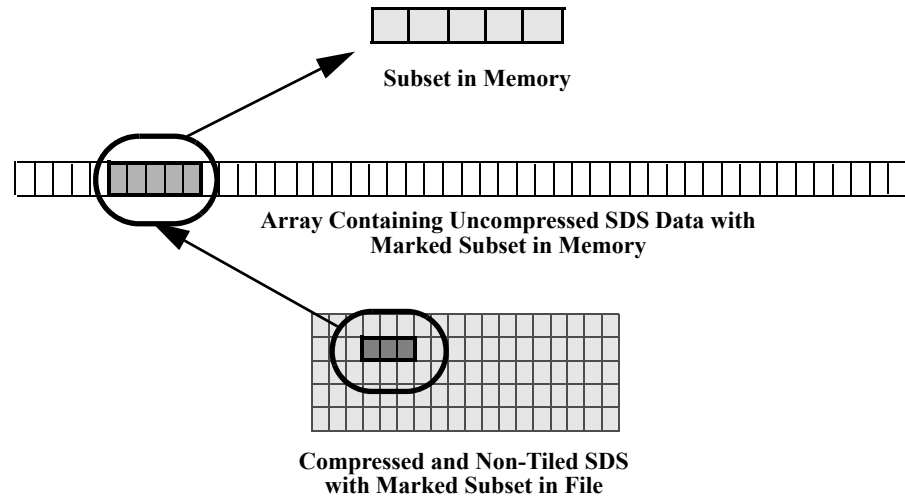 Subset in Memory
Array Containing Uncompressed SDS Data with
Marked Subset in Memory
Compressed and Non-Tiled SDS
with Marked Subset in File